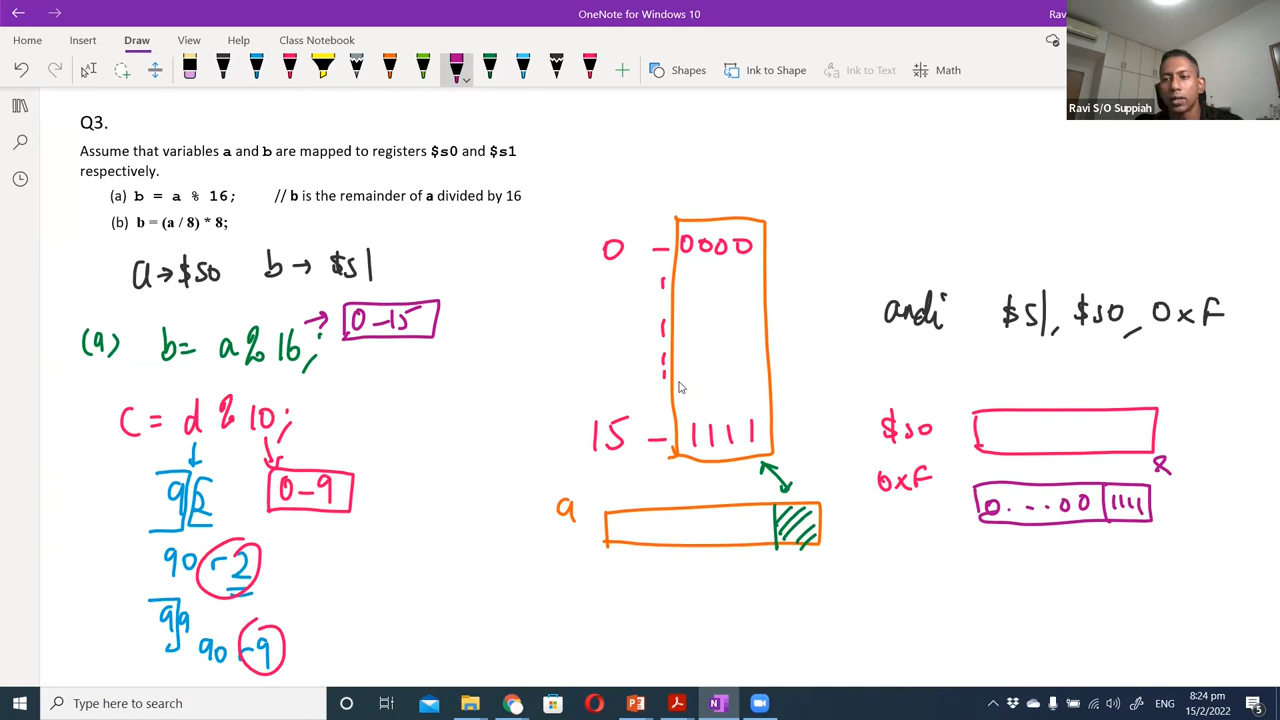 OneNote for Windows 10
Rav
Home Insert Draw View Help Class Notebook
Shapes Ink to Shape Ink to Text Math
Ravi S/O Suppiah
Q3.
Assume that variables a and b are mapped to registers $s0 and $s1
respectively.
(a) b = a % 16; // b is the remainder of a divided by 16
(b) b = (a / 8) * 8;
a → $s0 b → $s1
(a) b = a % 16; → 0-15
c = d % 10;
0-9
92
90 r 2
99
90 r 9
0 - 0000
15 - 1111
a
andi $s1, $s0, 0xF
$s0
&
0xF 0...00 1111
Type here to search
ENG
8:24 pm
15/2/2022
5